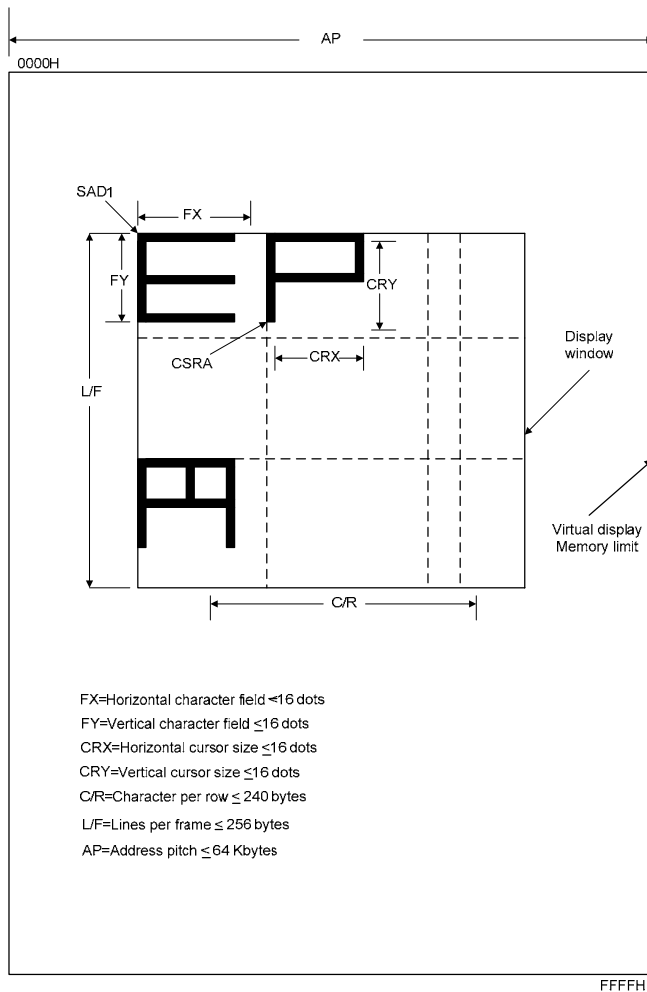 AP
0000H
SAD1
FX
FY
CRY
CSRA
CRX
L/F
Display
window
Virtual display
Memory limit
C/R
FX=Horizontal character field ≤16 dots
FY=Vertical character field ≤16 dots
CRX=Horizontal cursor size ≤16 dots
CRY=Vertical cursor size ≤16 dots
C/R=Character per row ≤ 240 bytes
L/F=Lines per frame ≤ 256 bytes
AP=Address pitch ≤ 64 Kbytes
FFFFH